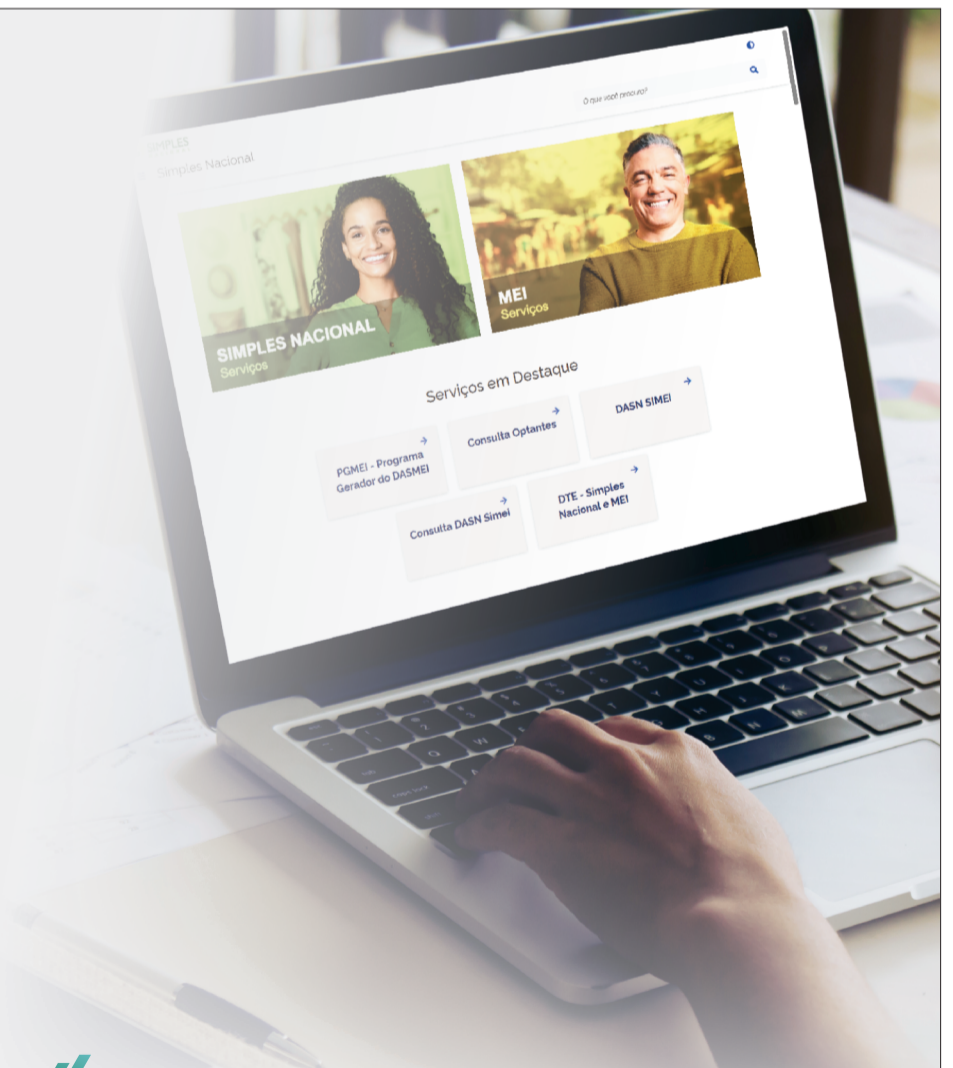 SIMPLES
Simples Nacional
O que você procura?
SIMPLES NACIONAL
Serviços
MEI
Serviços
Serviços em Destaque
PGMEI - Programa
Gerador do DASMEI
Consulta Optantes
DASN SIMEI
Consulta DASN Simei
DTE - Simples
Nacional e MEI